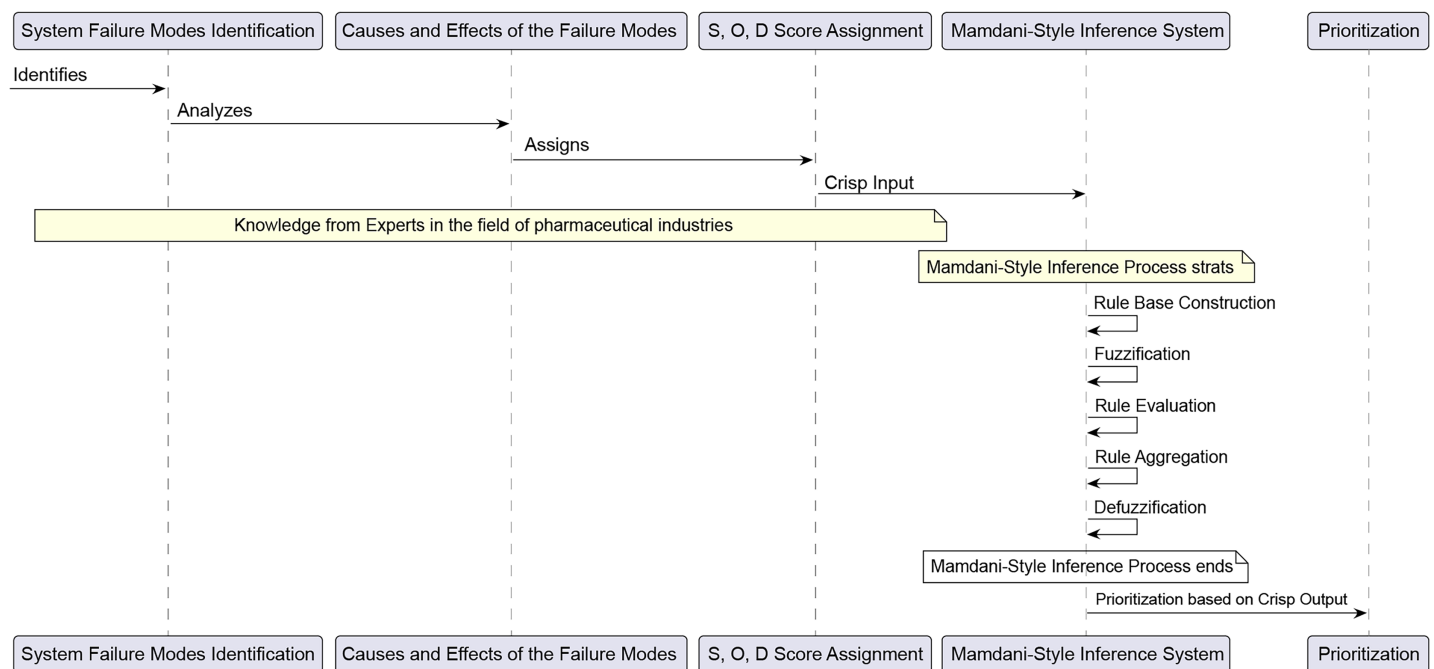 System Failure Modes Identification
Causes and Effects of the Failure Modes
S, O, D Score Assignment
Mamdani-Style Inference System
Prioritization
Identifies
Analyzes
Assigns
Crisp Input
Knowledge from Experts in the field of pharmaceutical industries
Mamdani-Style Inference Process strats
Rule Base Construction
Fuzzification
Rule Evaluation
Rule Aggregation
Defuzzification
Mamdani-Style Inference Process ends
Prioritization based on Crisp Output
System Failure Modes Identification
Causes and Effects of the Failure Modes
S, O, D Score Assignment
Mamdani-Style Inference System
Prioritization